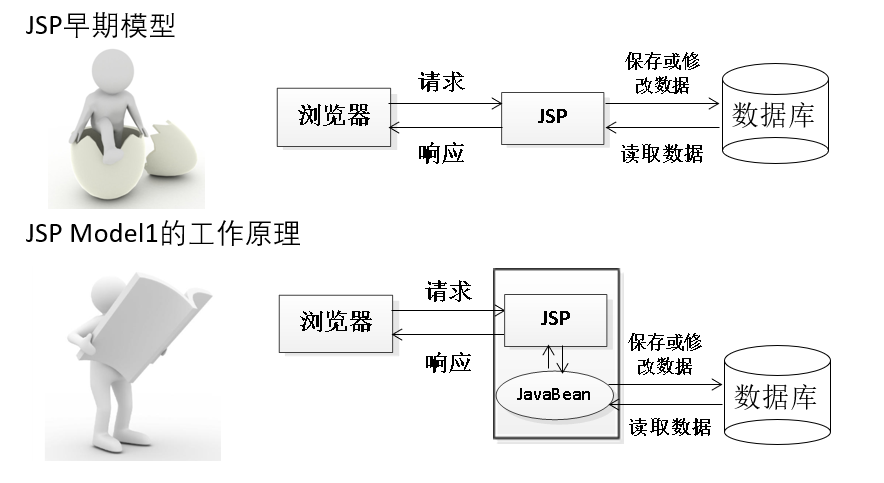 JSP早期模型
请求
保存或修
改数据
浏览器
JSP
数据库
响应
读取数据
JSP Model1的工作原理
请求
浏览器
JSP
响应
保存或修
改数据
JavaBean
数据库
读取数据